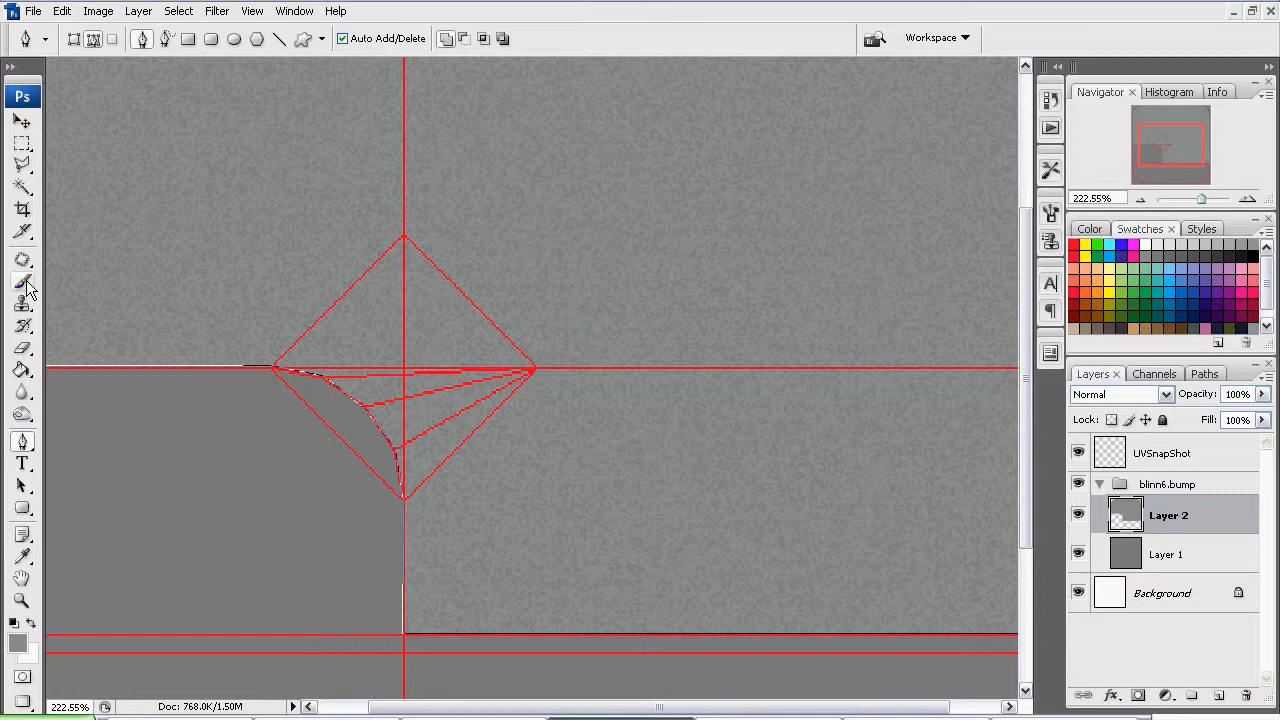 Ps File Edit Image Layer Select Filter View Window Help
Auto Add/Delete Workspace
Ps
Navigator × Histogram Info
222.55%
Color Swatches × Styles
Layers × Channels Paths
Normal Opacity: 100%
Lock: Fill: 100%
UVSnapShot
blinn6.bump
Layer 2
Layer 1
Background
T
A
222.55% Doc: 768.0K/1.50M